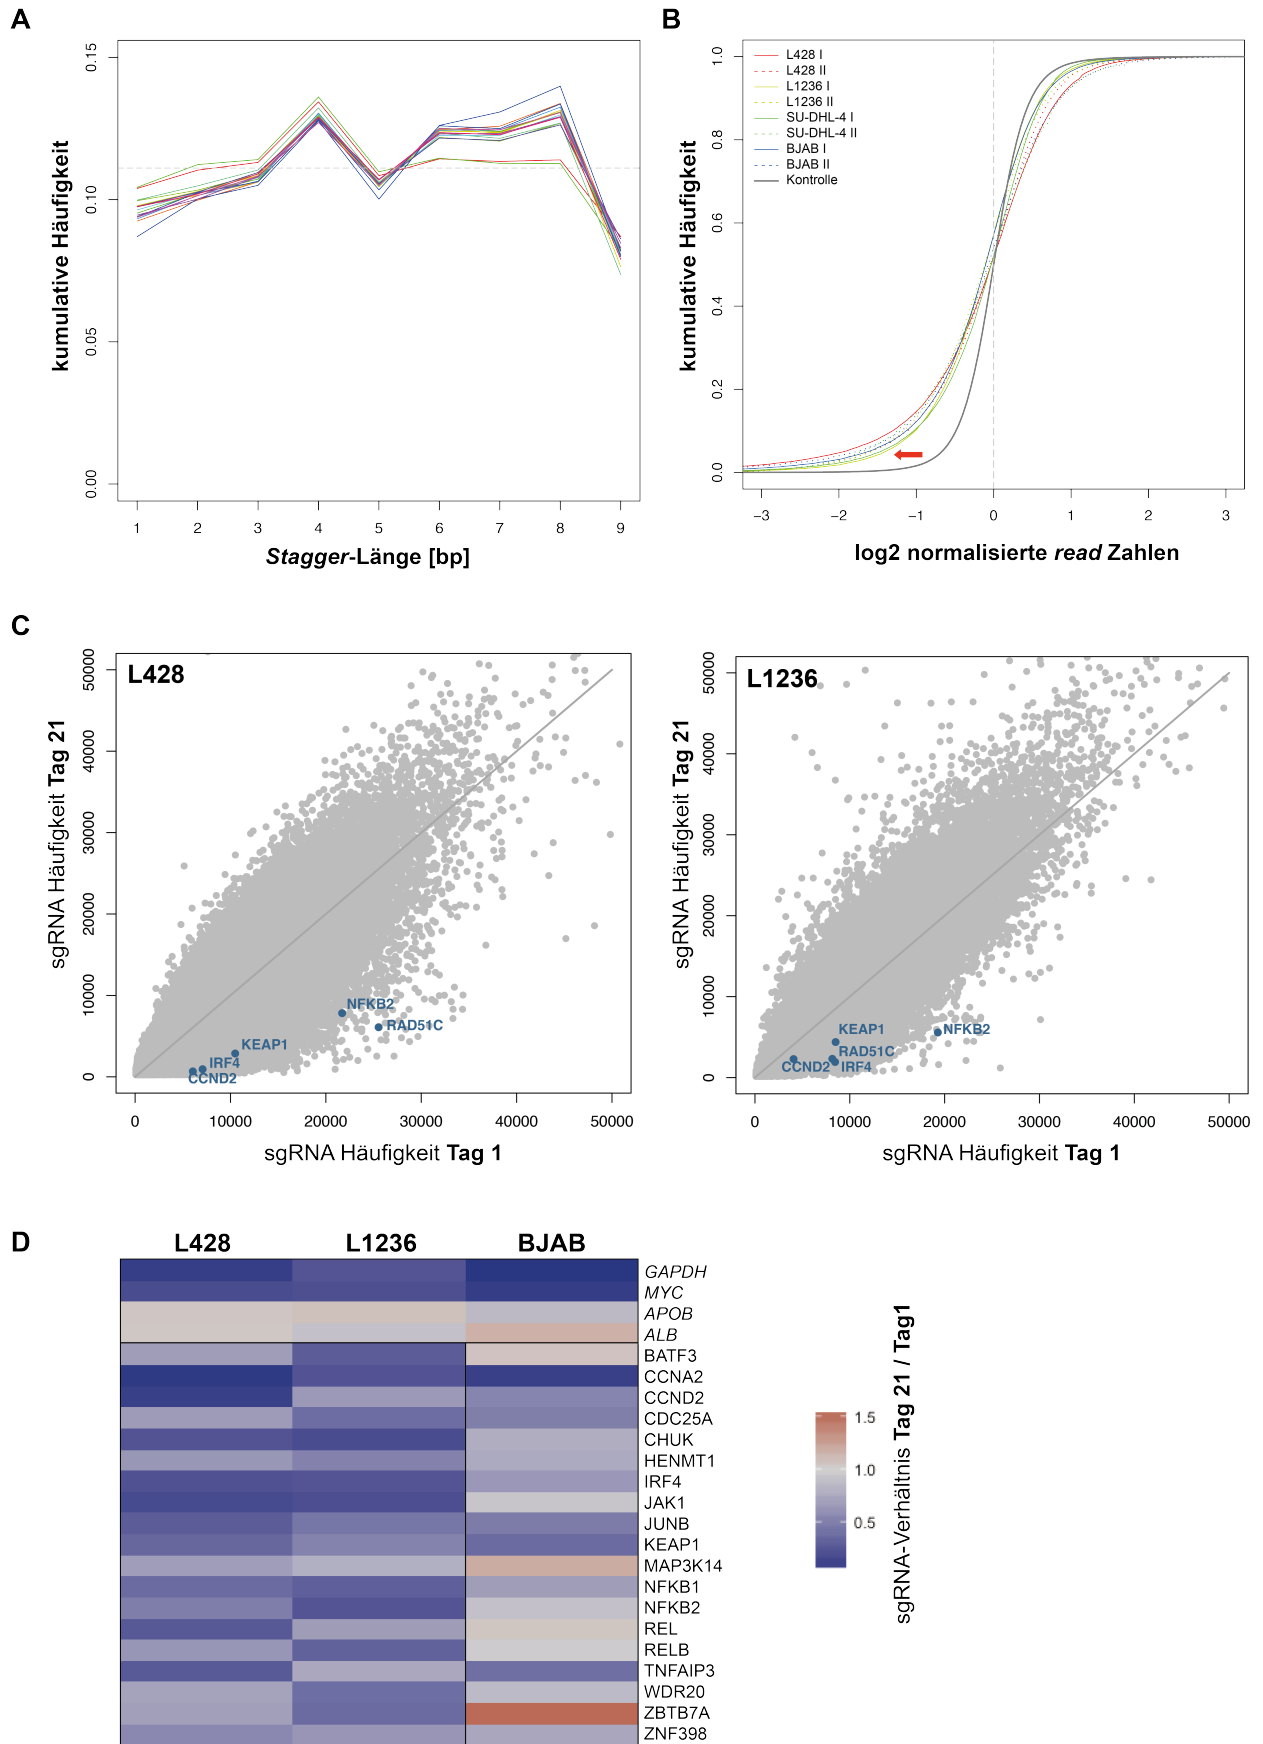 A
kumulative Häufigkeit
0.15
0.10
0.05
0.00
1 2 3 4 5 6 7 8 9
Stagger-Länge [bp]
B
kumulative Häufigkeit
1.0
0.8
0.6
0.4
0.2
0.0
L428 I
L428 II
L1236 I
L1236 II
SU-DHL-4 I
SU-DHL-4 II
BJAB I
BJAB II
Kontrolle
−3 −2 −1 0 1 2 3
log2 normalisierte read Zahlen
C
L428
sgRNA Häufigkeit Tag 21
50000
40000
30000
20000
10000
0
NFKB2
RAD51C
KEAP1
IRF4
CCND2
0 10000 20000 30000 40000 50000
sgRNA Häufigkeit Tag 1
L1236
sgRNA Häufigkeit Tag 21
50000
40000
30000
20000
10000
0
KEAP1
NFKB2
RAD51C
CCND2
IRF4
0 10000 20000 30000 40000 50000
sgRNA Häufigkeit Tag 1
D
L428 L1236 BJAB
GAPDH
MYC
APOB
ALB
BATF3
CCNA2
CCND2
CDC25A
CHUK
HENMT1
IRF4
JAK1
JUNB
KEAP1
MAP3K14
NFKB1
NFKB2
REL
RELB
TNFAIP3
WDR20
ZBTB7A
ZNF398
1.5
1.0
0.5
sgRNA-Verhältnis Tag 21 / Tag1